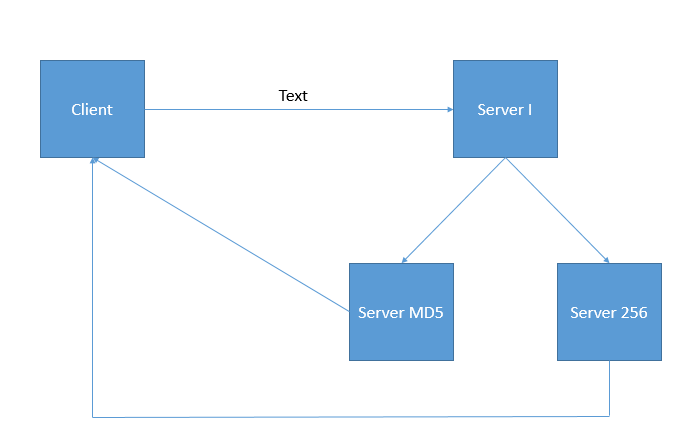 Text
Client
Server I
Server MD5
Server 256